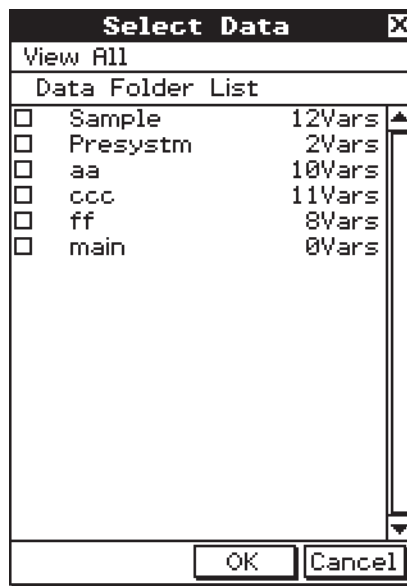 Select Data
View All
Data Folder List
Sample 12Vars
Presystm 2Vars
aa 10Vars
ccc 11Vars
ff 8Vars
main 0Vars
OK Cancel